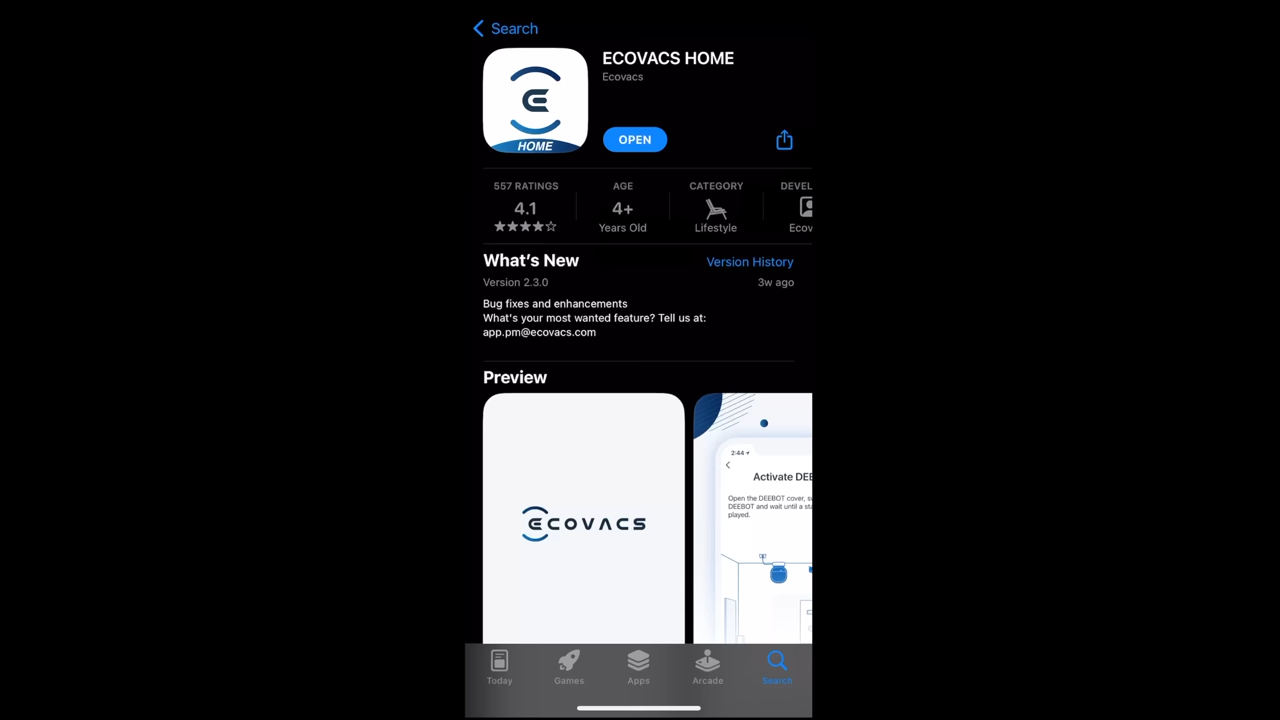 Search
ECOVACS HOME
Ecovacs
HOME
OPEN
557 RATINGS
4.1
AGE
4+
Years Old
CATEGORY
Lifestyle
DEVEL
Ecov
What's New
Version History
Version 2.3.0
3w ago
Bug fixes and enhancements
What's your most wanted feature? Tell us at:
app.pm@ecovacs.com
Preview
ECOVACS
2:44
Activate DEE
Open the DEEBOT cover, s
DEEBOT and wait until a sta
played.
Today
Games
Apps
Arcade
Search